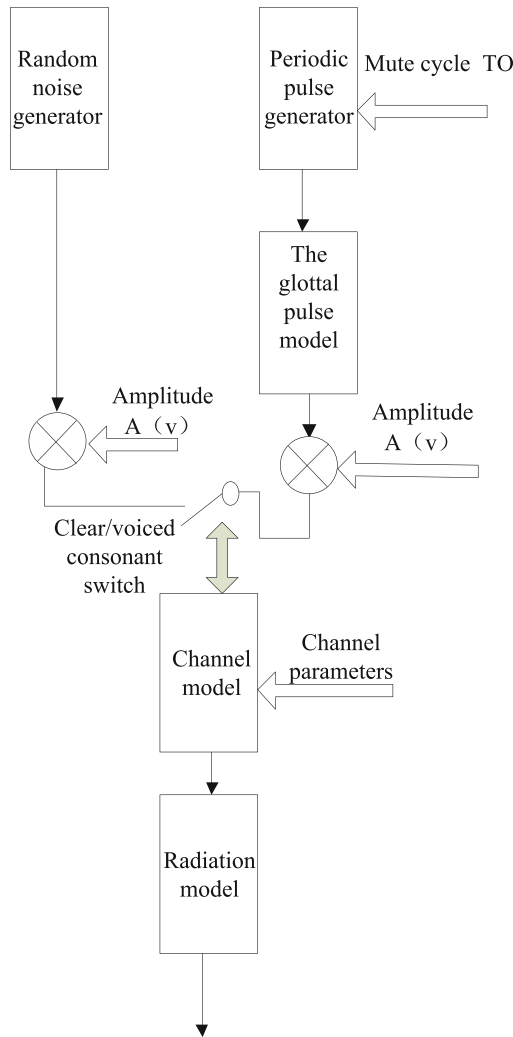 Random
noise
generator
Periodic
pulse
generator
Mute cycle TO
The
glottal
pulse
model
Amplitude
A（v）
Amplitude
A（v）
Clear/voiced
consonant
switch
Channel
model
Channel
parameters
Radiation
model